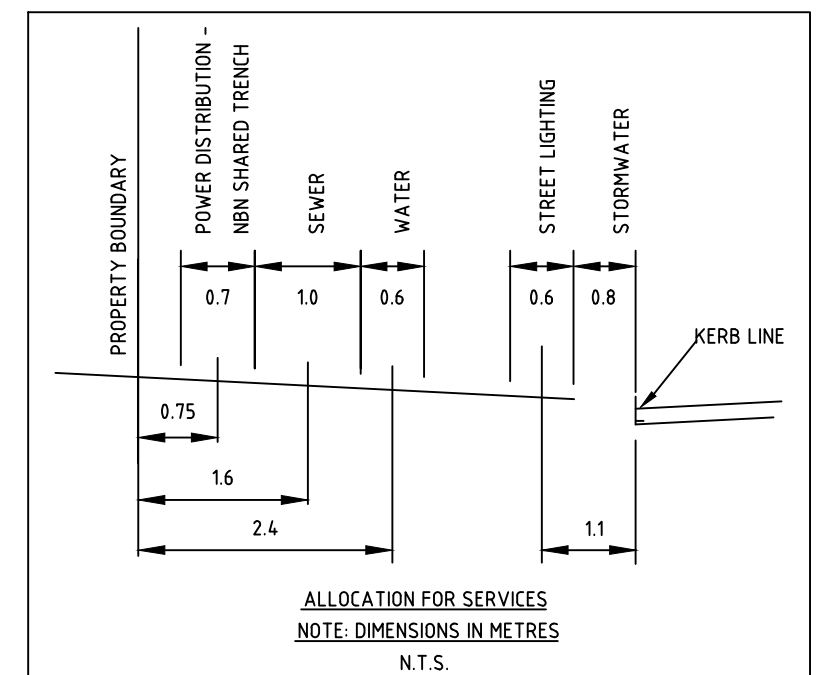 PROPERTY BOUNDARY
POWER DISTRIBUTION -
NBN SHARED TRENCH
SEWER
WATER
STREET LIGHTING
STORMWATER
0.7
1.0
0.6
0.6
0.8
KERB LINE
0.75
1.6
2.4
1.1
ALLOCATION FOR SERVICES
NOTE: DIMENSIONS IN METRES
N.T.S.